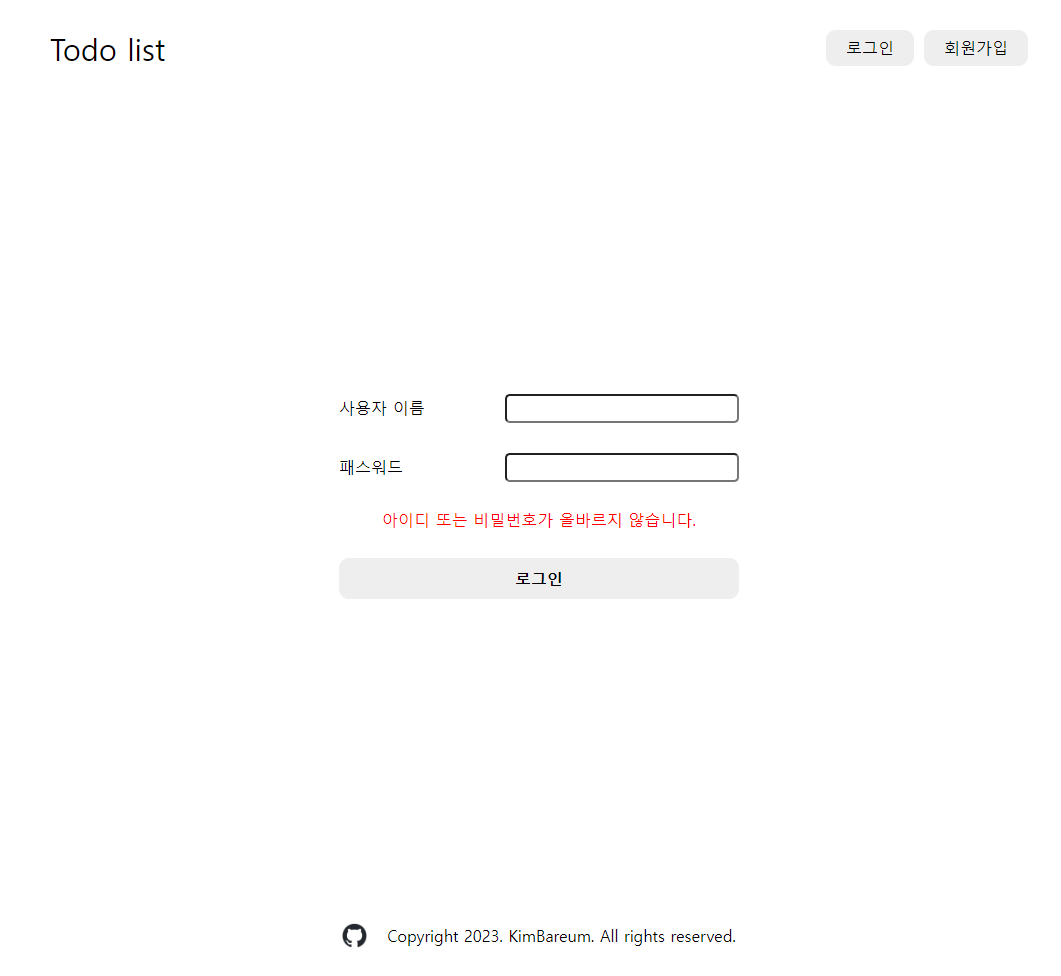 Todo list
로그인
회원가입
사용자 이름
패스워드
아이디 또는 비밀번호가 올바르지 않습니다.
로그인
Copyright 2023. KimBareum. All rights reserved.